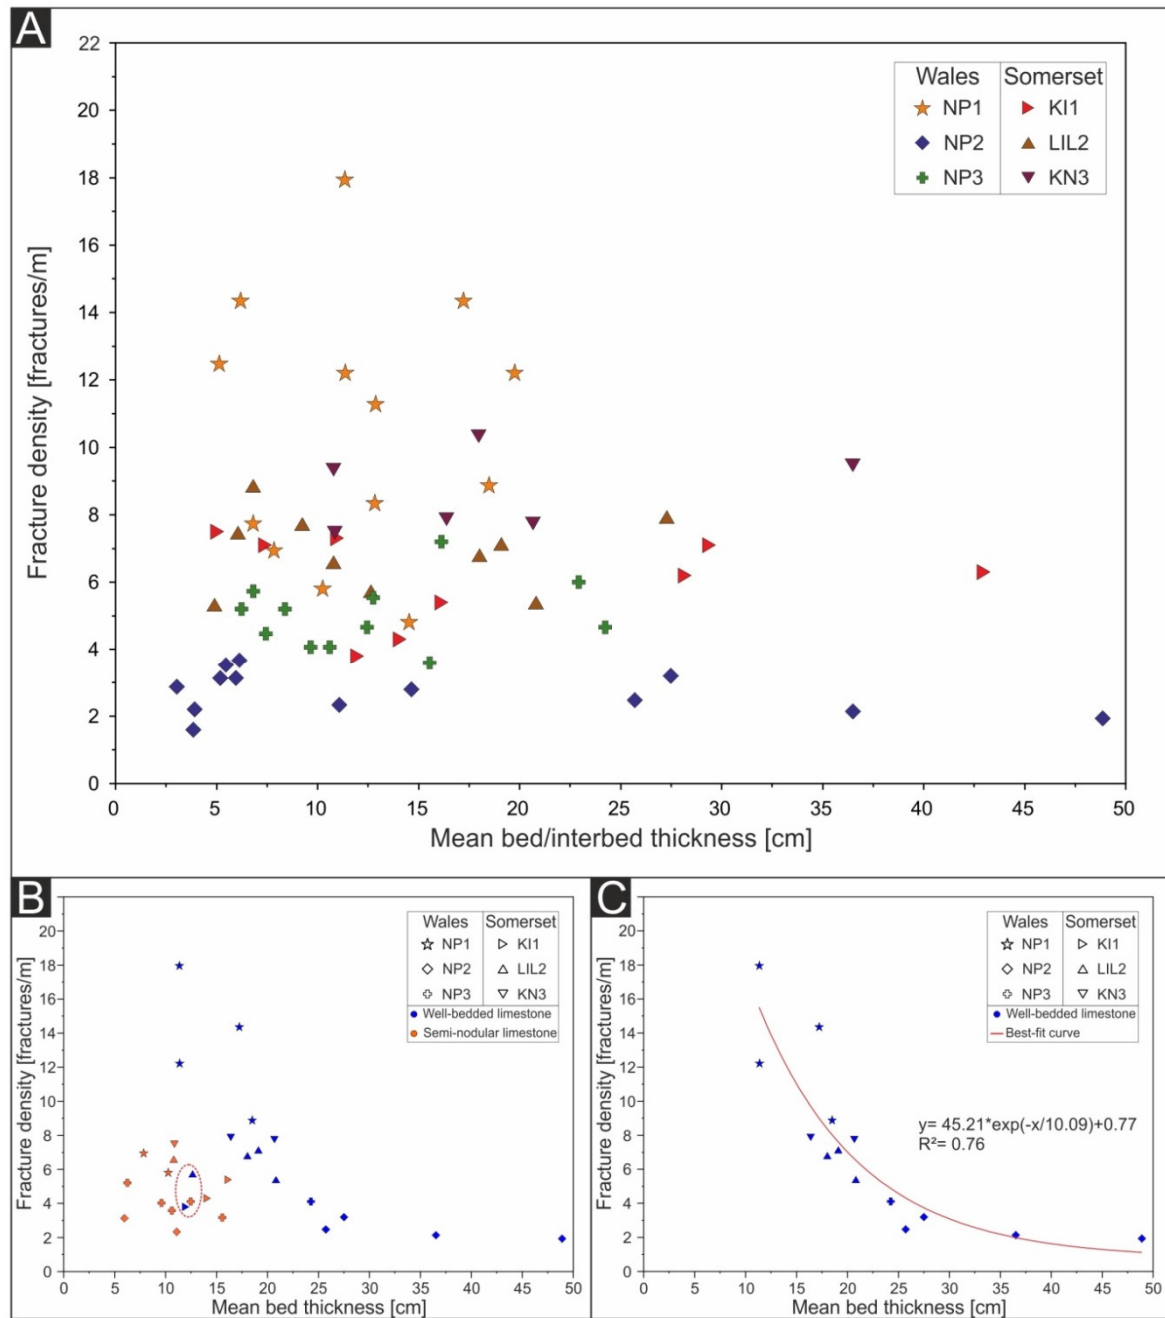 A
22
20
18
16
14
12
10
8
6
4
2
0
Fracture density [fractures/m]
Wales Somerset
NP1 KI1
NP2 LIL2
NP3 KN3
0 5 10 15 20 25 30 35 40 45 50
Mean bed/interbed thickness [cm]
B
20
18
16
14
12
10
8
6
4
2
0
Fracture density [fractures/m]
Wales Somerset
NP1 KI1
NP2 LIL2
NP3 KN3
Well-bedded limestone
Semi-nodular limestone
0 5 10 15 20 25 30 35 40 45 50
Mean bed thickness [cm]
C
20
18
16
14
12
10
8
6
4
2
0
Fracture density [fractures/m]
Wales Somerset
NP1 KI1
NP2 LIL2
NP3 KN3
Well-bedded limestone
Best-fit curve
y= 45.21*exp(-x/10.09)+0.77
R²= 0.76
0 5 10 15 20 25 30 35 40 45 50
Mean bed thickness [cm]